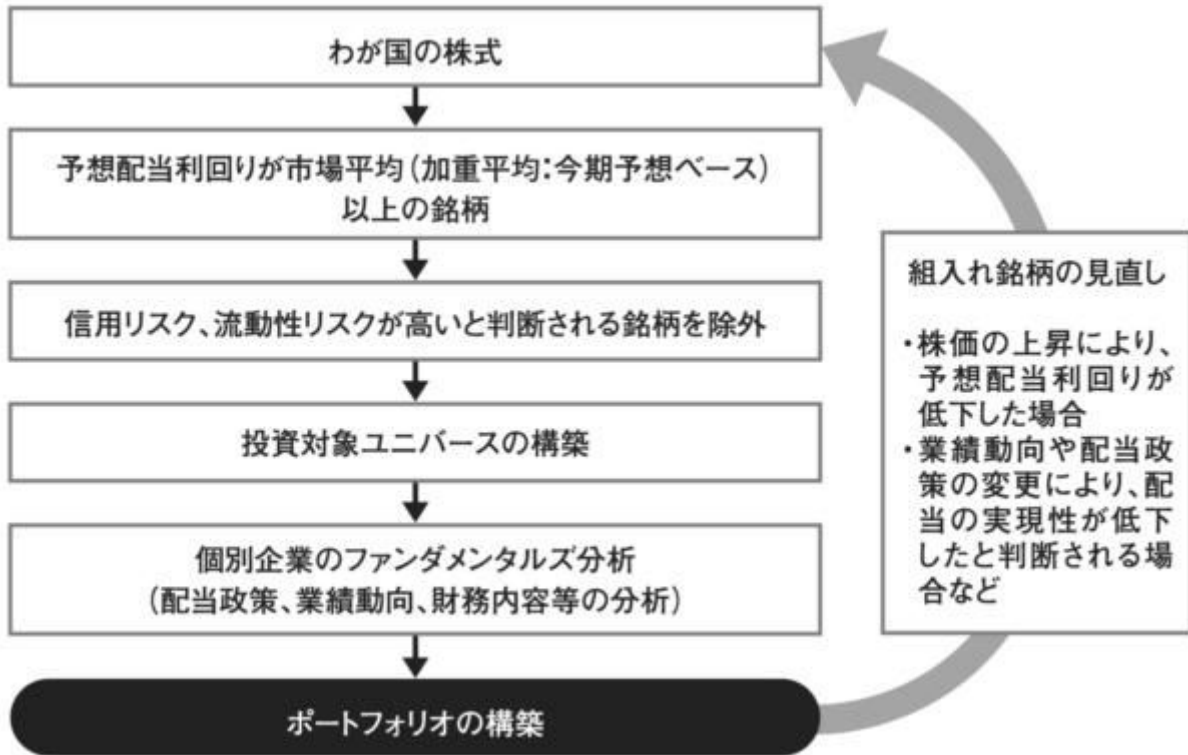 わが国の株式
予想配当利回りが市場平均(加重平均:今期予想ベース)
以上の銘柄
信用リスク、流動性リスクが高いと判断される銘柄を除外
投資対象ユニバースの構築
個別企業のファンダメンタルズ分析
(配当政策、業績動向、財務内容等の分析)
ポートフォリオの構築
組入れ銘柄の見直し
・株価の上昇により、
予想配当利回りが
低下した場合
・業績動向や配当政
策の変更により、配
当の実現性が低下
したと判断される場
合など